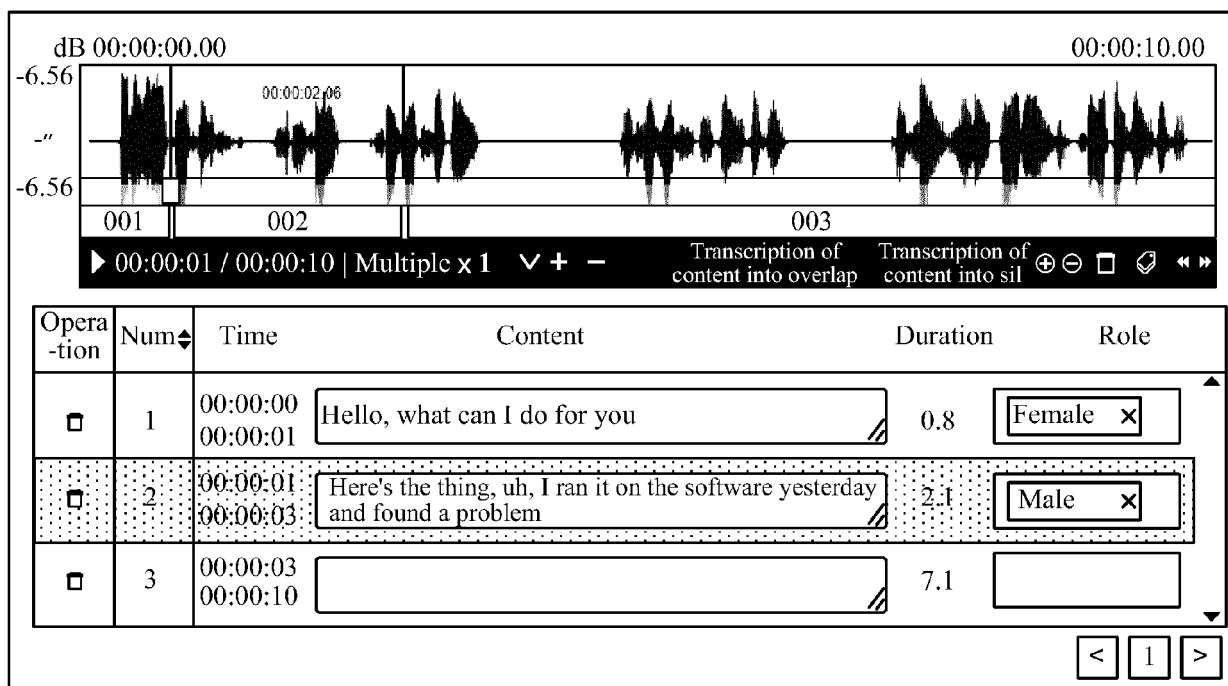 dB 00:00:00.00 00:00:10.00
-6.56
00:00:02.06
-"
-6.56
001 002 003
00:00:01 / 00:00:10 | Multiple x 1 + − Transcription of content into overlap Transcription of content into sil
Opera-tion Num Time Content Duration Role
1 00:00:00 00:00:01 Hello, what can I do for you 0.8 Female ×
2 00:00:01 00:00:03 Here's the thing, uh, I ran it on the software yesterday and found a problem 2.1 Male ×
3 00:00:03 00:00:10 7.1
< 1 >